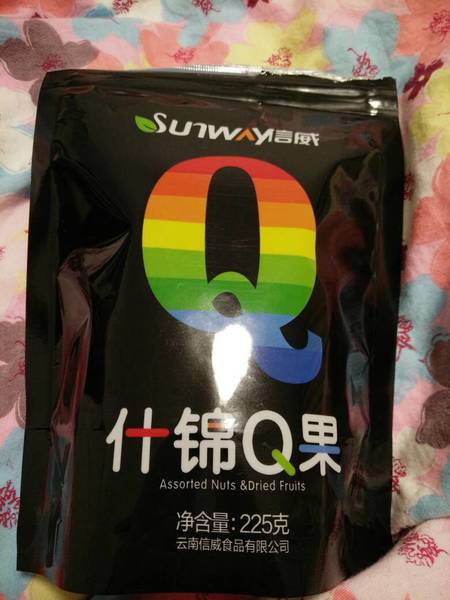 SUNWAY言威
Q
什锦Q果
Assorted Nuts &Dried Fruits
净含量:225克
云南信威食品有限公司